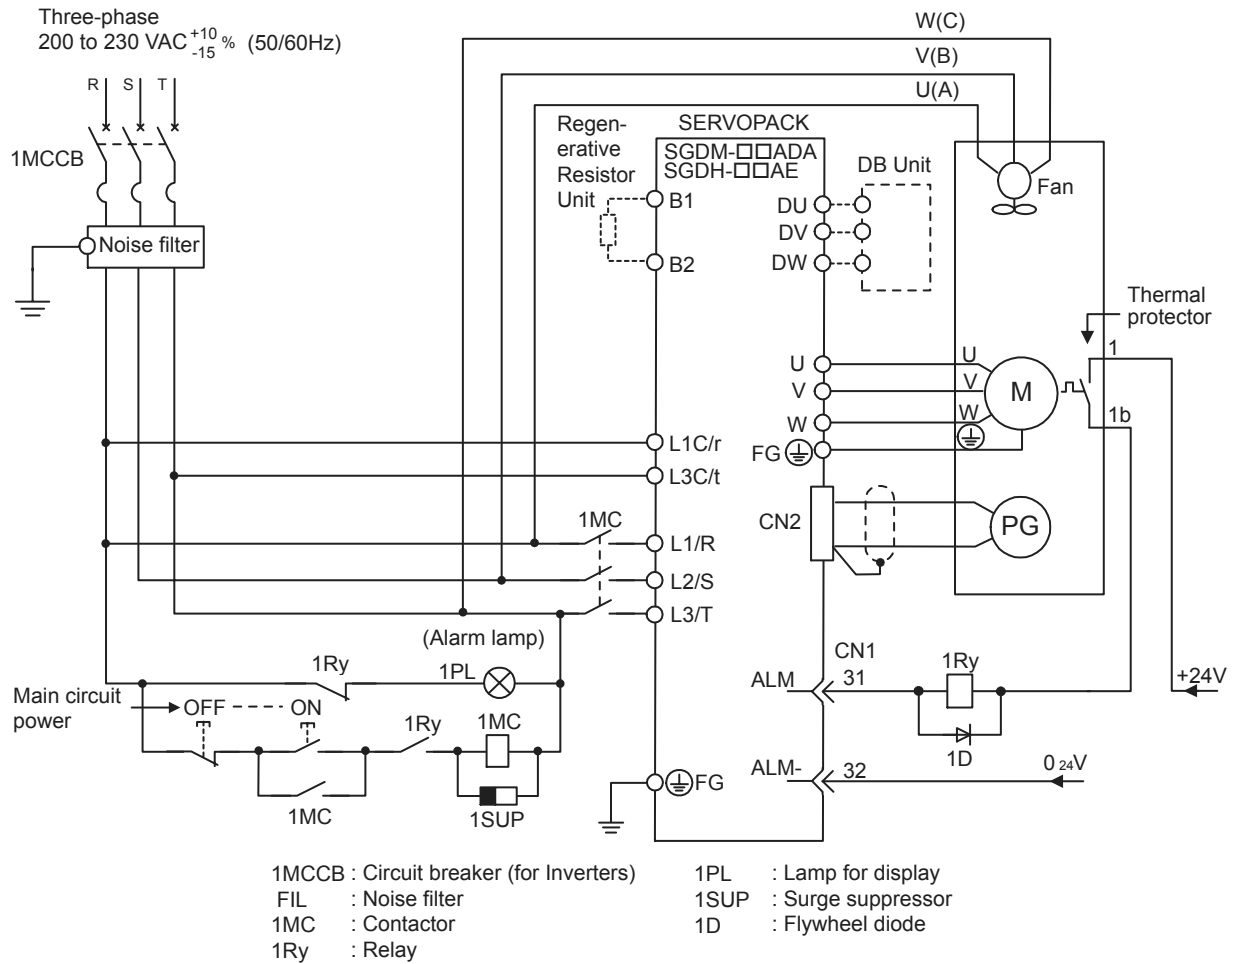 Three-phase
200 to 230 VAC +10 -15 % (50/60Hz)
R S T
1MCCB
Noise filter
W(C)
V(B)
U(A)
Regen-
erative
Resistor
Unit
SERVOPACK
SGDM-□□ADA
SGDH-□□AE
DB Unit
Fan
B1
B2
DU
DV
DW
Thermal
protector
U
V
W
FG
U
V
W
M
1
1b
L1C/r
L3C/t
CN2
PG
1MC
L1/R
L2/S
L3/T
(Alarm lamp)
1Ry
1PL
Main circuit
power
OFF
ON
1Ry
1MC
1MC
1SUP
FG
CN1
ALM
31
1Ry
+24V
1D
ALM-
32
0 24V
1MCCB : Circuit breaker (for Inverters)
FIL : Noise filter
1MC : Contactor
1Ry : Relay
1PL : Lamp for display
1SUP : Surge suppressor
1D : Flywheel diode